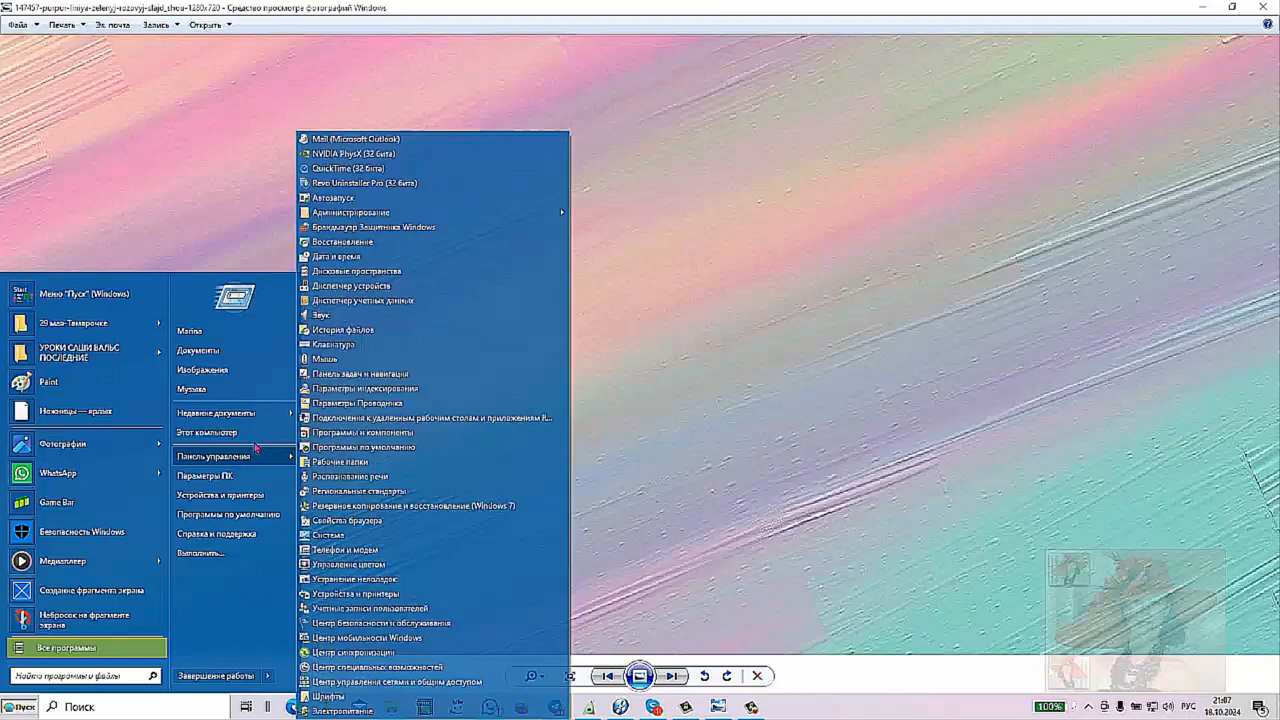 147457-purpur-liniya-zelenyj-rozovyj-slajd_shou-1280x720 - Средство просмотра фотографий Windows
Файл Печать Эл. почта Запись Открыть
Start
Меню "Пуск" (Windows)
29 мая-Тамарочке
УРОКИ САШИ ВАЛЬС
ПОСЛЕДНИЕ
Paint
Ножницы — ярлык
Фотографии
WhatsApp
Game Bar
Безопасность Windows
Медиаплеер
Создание фрагмента экрана
Набросок на фрагменте
экрана
Все программы
Найти программы и файлы
Marina
Документы
Изображения
Музыка
Недавние документы
Этот компьютер
Панель управления
Параметры ПК
Устройства и принтеры
Программы по умолчанию
Справка и поддержка
Выполнить...
Завершение работы
Mail (Microsoft Outlook)
NVIDIA PhysX (32 бита)
QuickTime (32 бита)
Revo Uninstaller Pro (32 бита)
Автозапуск
Администрирование
Брандмауэр Защитника Windows
Восстановление
Дата и время
Дисковые пространства
Диспетчер устройств
Диспетчер учетных данных
Звук
История файлов
Клавиатура
Мышь
Панель задач и навигация
Параметры индексирования
Параметры Проводника
Подключения к удаленным рабочим столам и приложениям R...
Программы и компоненты
Программы по умолчанию
Рабочие папки
Распознавание речи
Региональные стандарты
Резервное копирование и восстановление (Windows 7)
Свойства браузера
Система
Телефон и модем
Управление цветом
Устранение неполадок
Устройства и принтеры
Учетные записи пользователей
Центр безопасности и обслуживания
Центр мобильности Windows
Центр синхронизации
Центр специальных возможностей
Центр управления сетями и общим доступом
Шрифты
Электропитание
Пуск
Поиск
100%
РУС
21:07
18.10.2024